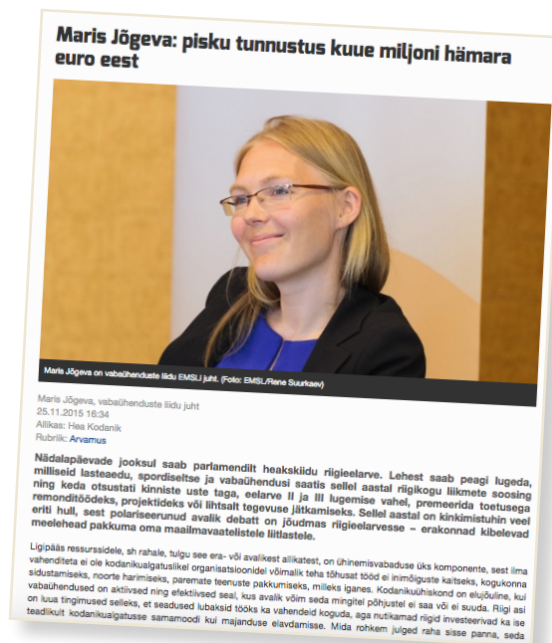 Maris Jõgeva: pisku tunnustus kuue miljoni hämara
euro eest
Maris Jõgeva on vabaühenduste liidu EMSLi juht. (Foto: EMSL/Rene Suurkaev)
Maris Jõgeva, vabaühenduste liidu juht
25.11.2015 16:34
Allikas: Hea Kodanik
Rubriik: Arvamus
Nädalapäevade jooksul saab parlamendilt heakskiidu riigieelarve. Lehest saab peagi lugeda,
milliseid lasteaedu, spordiseltse ja vabaühendusi saatis sellel aastal riigikogu liikmete soosing
ning keda otsustati kinniste uste taga, eelarve II ja III lugemise vahel, premeerida toetusega
remonditöödeks, projektideks või lihtsalt tegevuse jätkamiseks. Sellel aastal on kinkimistuhin veel
eriti hull, sest polariseerunud avalik debatt on jõudmas riigieelarvesse – erakonnad kibelevad
meelehead pakkuma oma maailmavaatelistele liitlastele.
Ligipääs ressurssidele, sh rahale, tulgu see era- või avalikest allikatest, on ühinemisvabaduse üks komponente, sest ilma
vahenditeta ei ole kodanikualgatuslikel organisatsioonidel võimalik teha tõhusat tööd ei inimõiguste kaitseks, kogukonna
sidustamiseks, noorte harimiseks, paremate teenuste pakkumiseks, milleks iganes. Kodanikuühiskond on elujõuline, kui
vabaühendused on aktiivsed ning efektiivsed seal, kus avalik võim seda mingitel põhjustel ei saa või ei suuda. Riigi asi
on luua tingimused selleks, et seadused lubaksid tööks ka vahendeid koguda, aga nutikamad riigid investeerivad ka ise
teadlikult kodanikualgatusse samamoodi kui majanduse elavdamisse. Mida rohkem julged raha sisse panna, seda